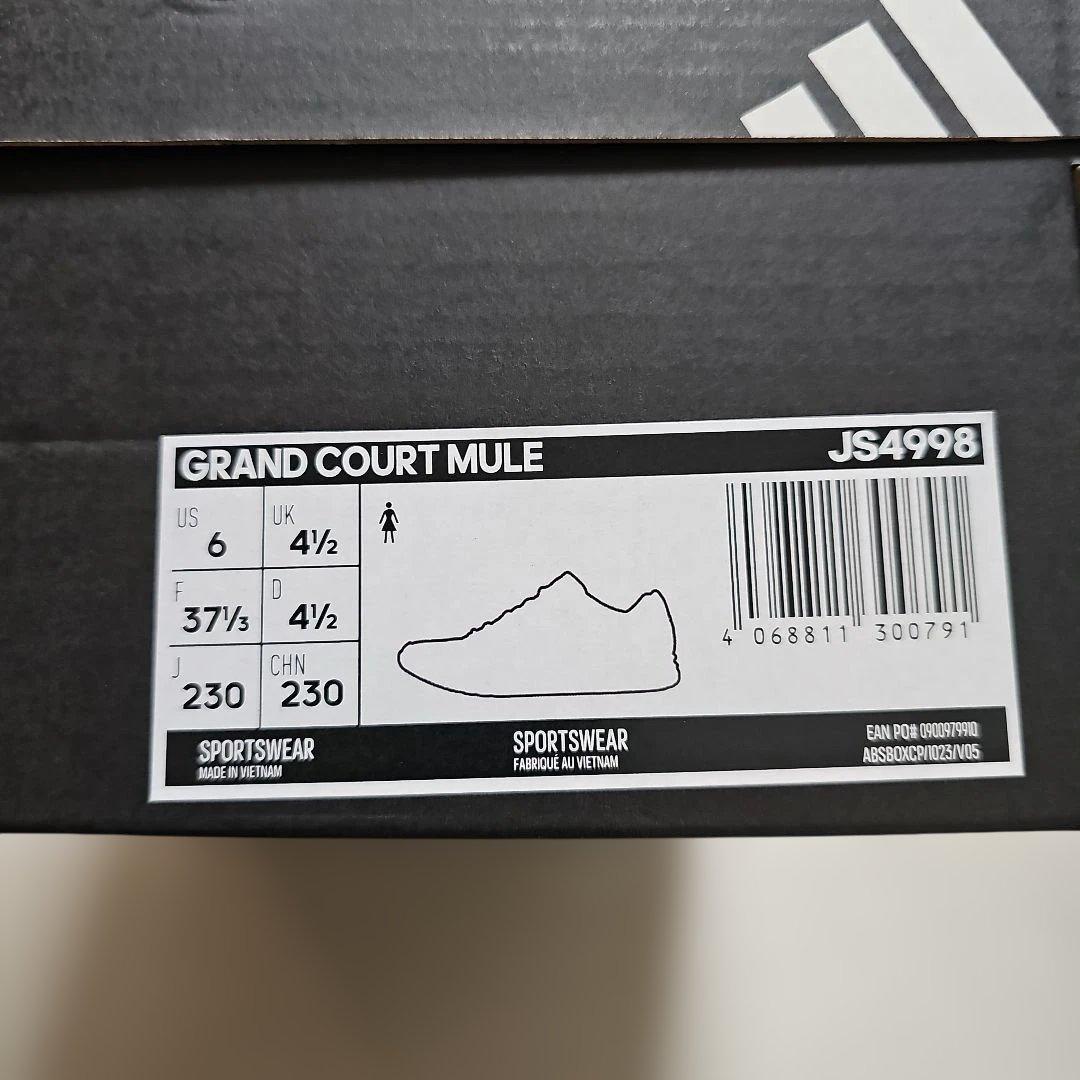 GRAND COURT MULE JS4998
US 6 UK 4½
F 37⅓ D 4½
J 230 CHN 230
4 068811 300791
SPORTSWEAR
MADE IN VIETNAM
SPORTSWEAR
FABRIQUÉ AU VIETNAM
EAN PO# 0900979910
ABSBOXCP/1023/V05